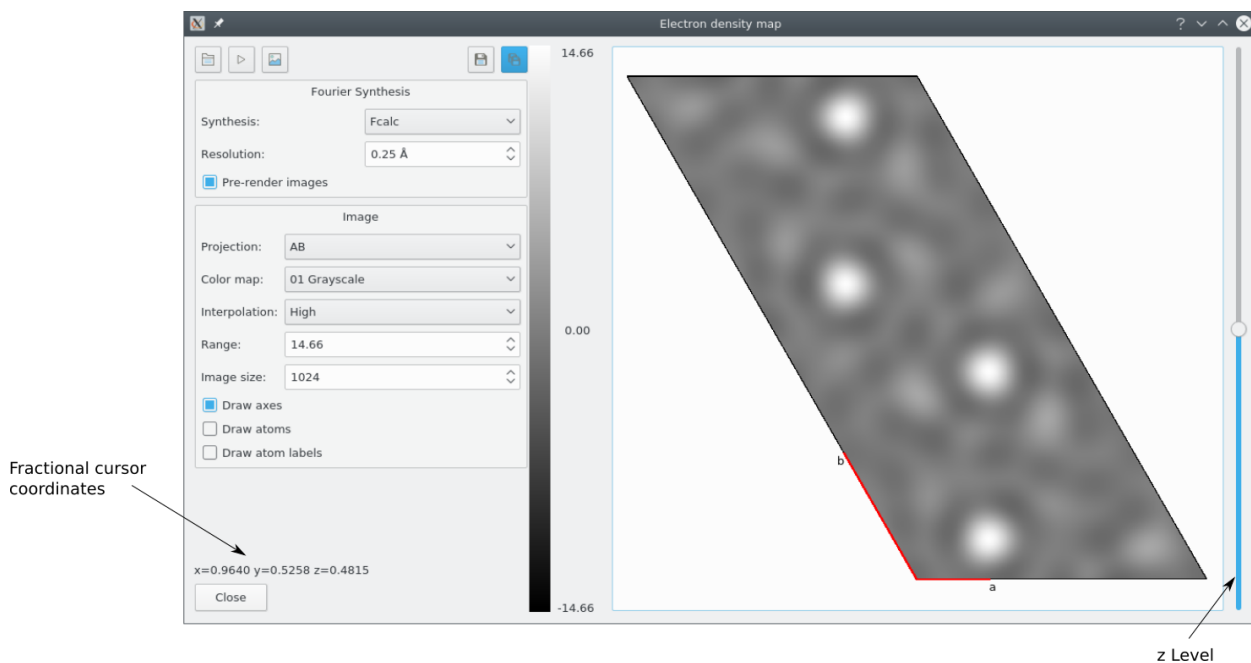 Electron density map
?
14.66
Fourier Synthesis
Synthesis: Fcalc
Resolution: 0.25 Å
Pre-render images
Image
Projection: AB
Color map: 01 Grayscale
Interpolation: High
0.00
Range: 14.66
Image size: 1024
Draw axes
Draw atoms
Draw atom labels
b
Fractional cursor
coordinates
x=0.9640 y=0.5258 z=0.4815
a
Close
-14.66
z Level